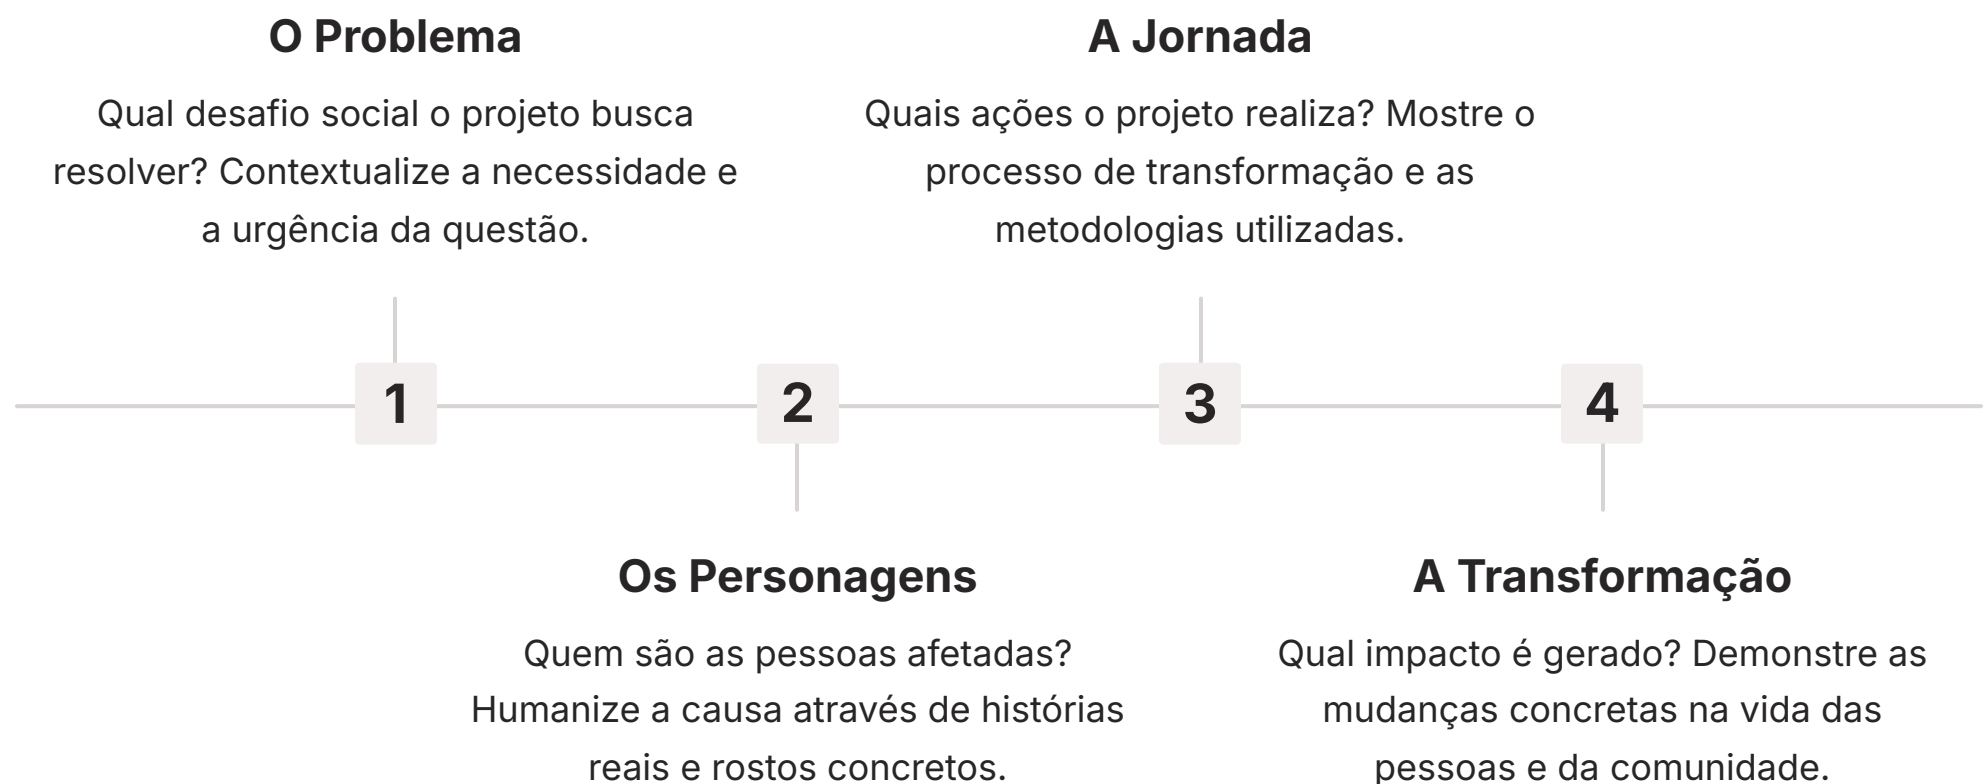 O Problema
Qual desafio social o projeto busca
resolver? Contextualize a necessidade e
a urgência da questão.
1
Os Personagens
Quem são as pessoas afetadas?
Humanize a causa através de histórias
reais e rostos concretos.
2
A Jornada
Quais ações o projeto realiza? Mostre o
processo de transformação e as
metodologias utilizadas.
3
A Transformação
Qual impacto é gerado? Demonstre as
mudanças concretas na vida das
pessoas e da comunidade.
4